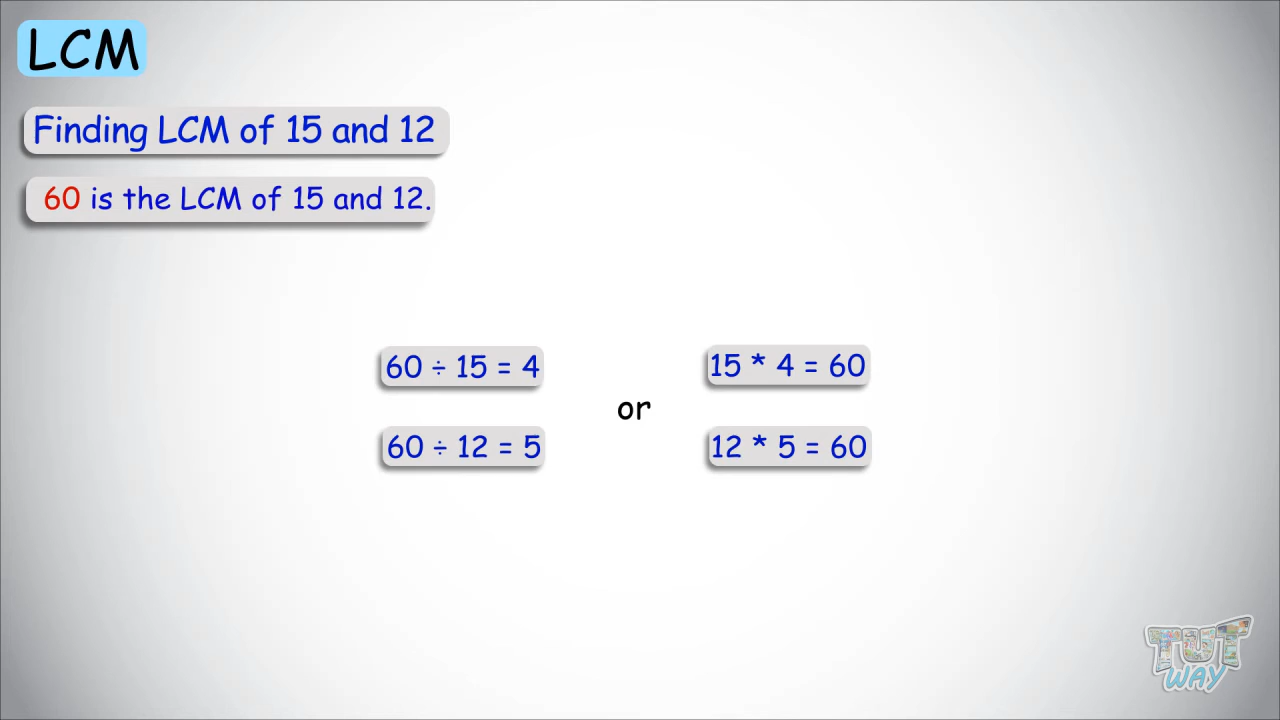 LCM
Finding LCM of 15 and 12
60 is the LCM of 15 and 12.
60 ÷ 15 = 4
60 ÷ 12 = 5
or
15 * 4 = 60
12 * 5 = 60
TUT
WAY